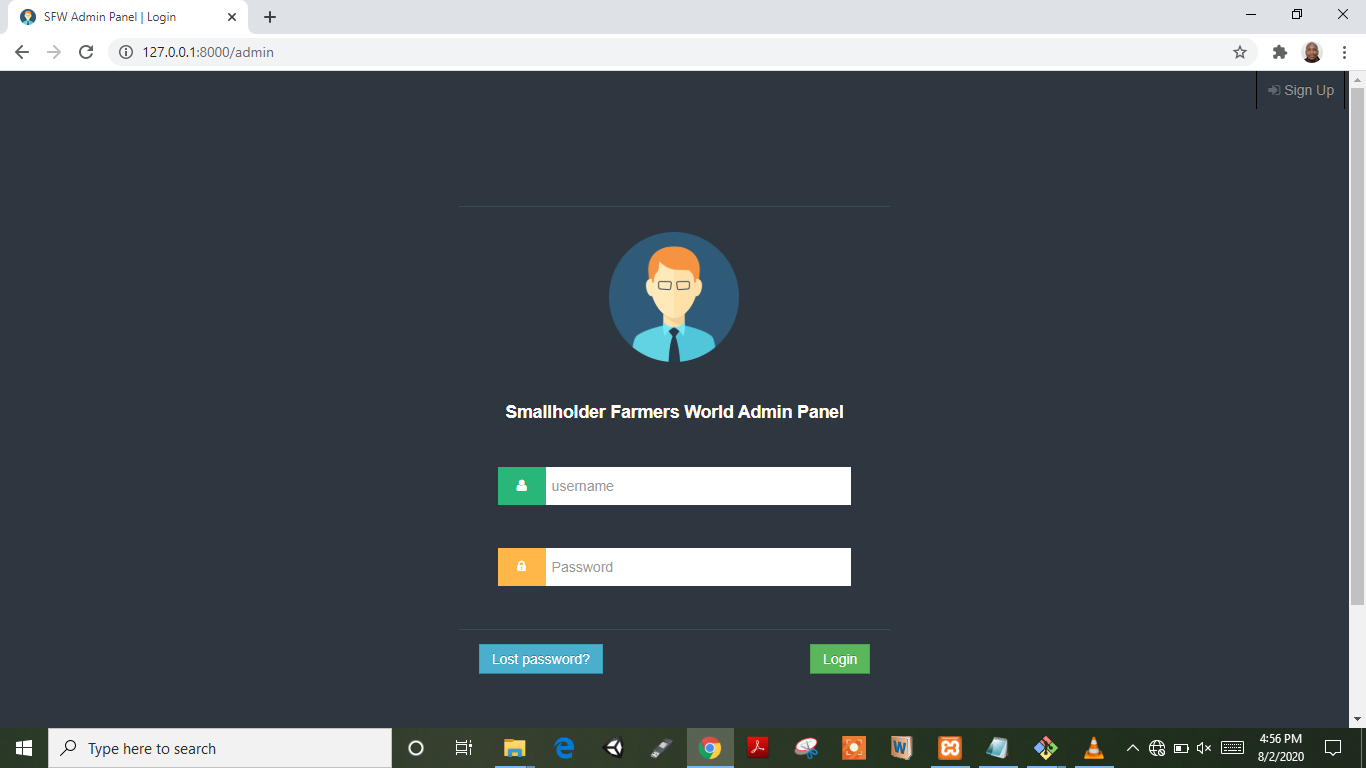 SFW Admin Panel | Login
127.0.0.1:8000/admin
Sign Up
Smallholder Farmers World Admin Panel
username
Password
Lost password?
Login
Type here to search
4:56 PM
8/2/2020